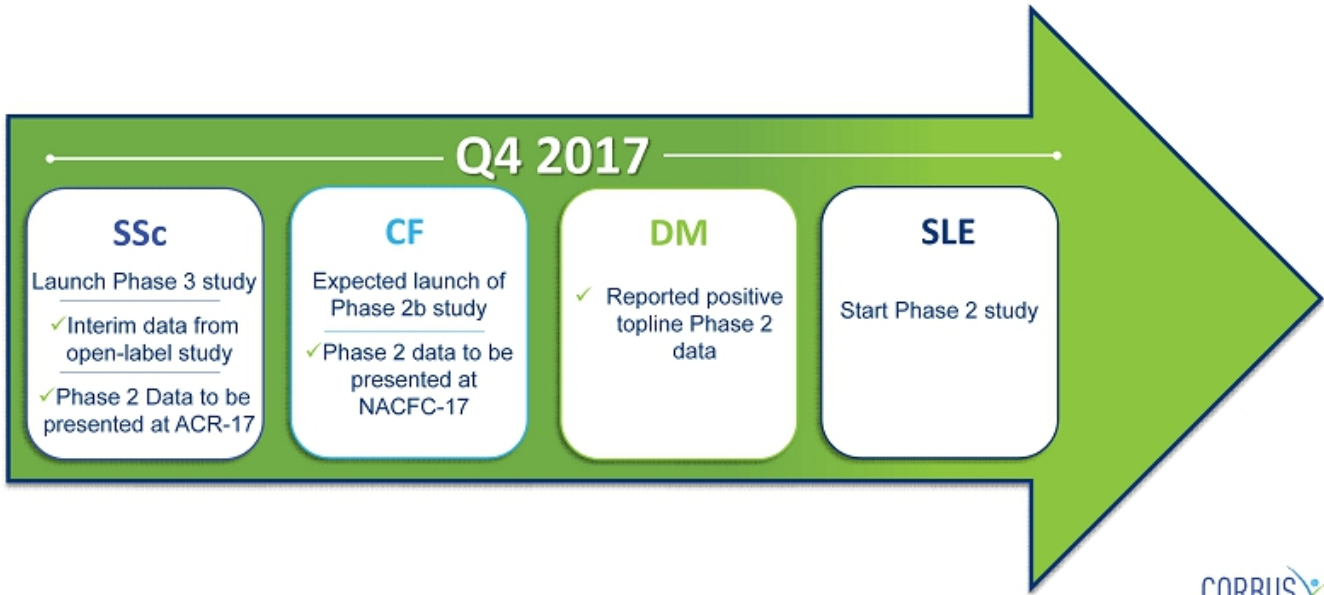 Q4 2017
SSc
Launch Phase 3 study
✓Interim data from
open-label study
✓Phase 2 Data to be
presented at ACR-17
CF
Expected launch of
Phase 2b study
✓Phase 2 data to be
presented at
NACFC-17
DM
✓ Reported positive
topline Phase 2
data
SLE
Start Phase 2 study
CORBUS